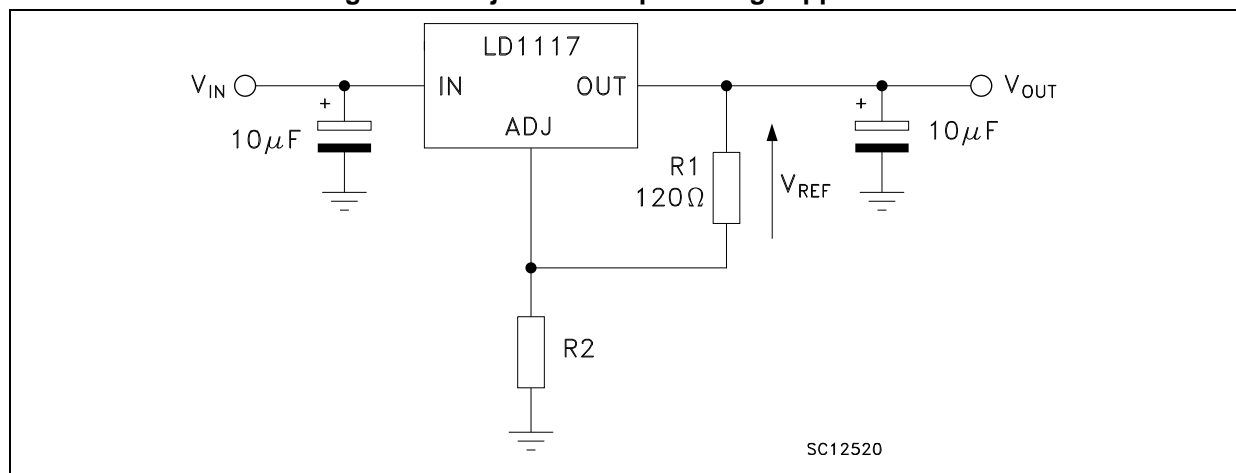 LD1117
V_IN
IN
OUT
V_OUT
ADJ
+
10μF
+
10μF
R1
120Ω
V_REF
R2
SC12520